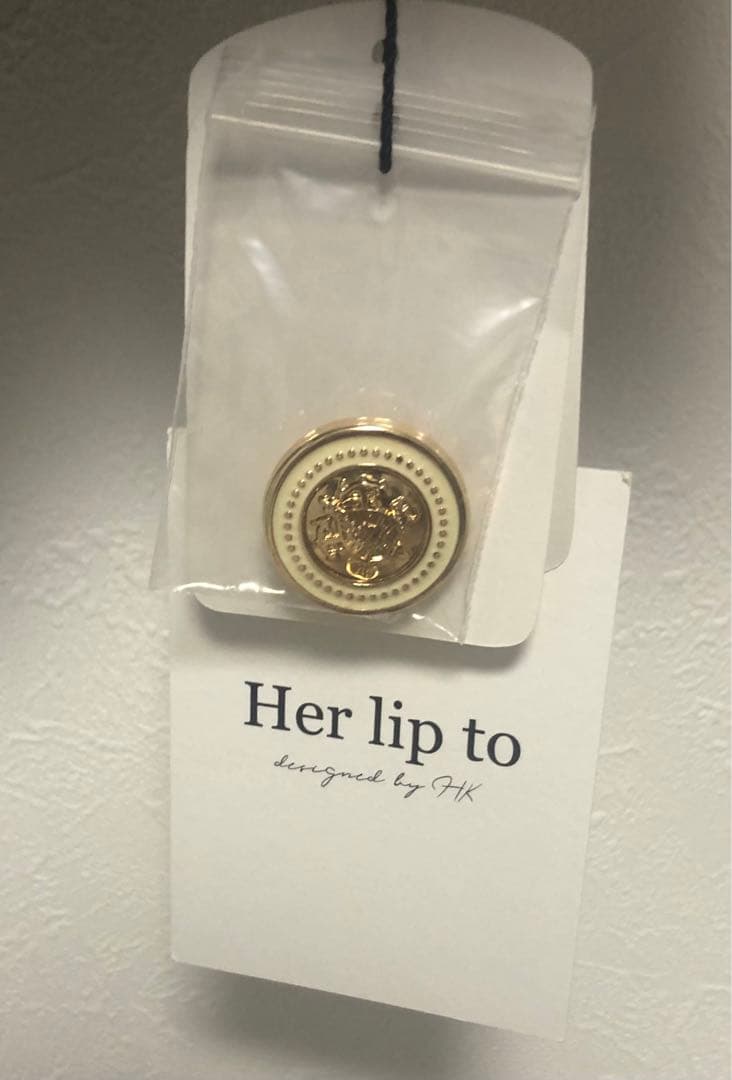 Her lip to
designed by HK